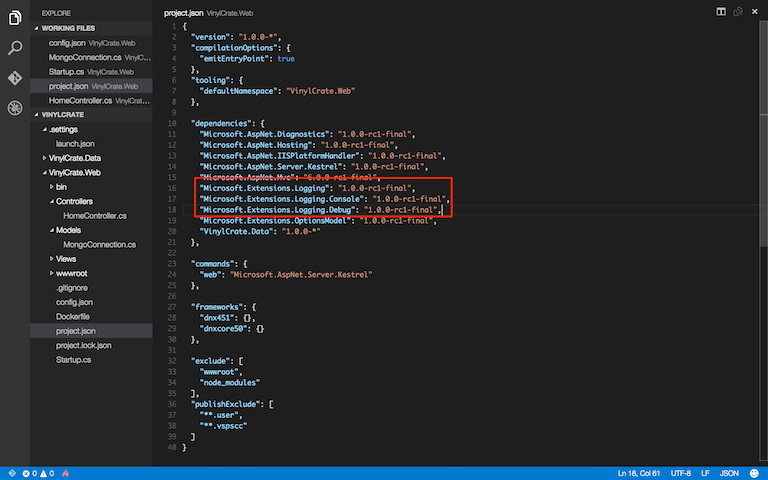 EXPLORE
WORKING FILES
config.json VinylCrate.Web
MongoConnection.cs VinylC...
Startup.cs VinylCrate.Web
project.json VinylCrate.Web
HomeController.cs VinylCrat...
VINYLCRATE
.settings
launch.json
VinylCrate.Data
VinylCrate.Web
bin
Controllers
HomeController.cs
Models
MongoConnection.cs
Views
wwwroot
.gitignore
config.json
Dockerfile
project.json
project.lock.json
Startup.cs
project.json VinylCrate.Web
1 {
2 "version": "1.0.0-*",
3 "compilationOptions": {
4 "emitEntryPoint": true
5 },
6 "tooling": {
7 "defaultNamespace": "VinylCrate.Web"
8 },
9
10 "dependencies": {
11 "Microsoft.AspNet.Diagnostics": "1.0.0-rc1-final",
12 "Microsoft.AspNet.Hosting": "1.0.0-rc1-final",
13 "Microsoft.AspNet.IISPlatformHandler": "1.0.0-rc1-final",
14 "Microsoft.AspNet.Server.Kestrel": "1.0.0-rc1-final",
15 "Microsoft.AspNet.Mvc": "6.0.0-rc1-final",
16 "Microsoft.Extensions.Logging": "1.0.0-rc1-final",
17 "Microsoft.Extensions.Logging.Console": "1.0.0-rc1-final",
18 "Microsoft.Extensions.Logging.Debug": "1.0.0-rc1-final",
19 "Microsoft.Extensions.OptionsModel": "1.0.0-rc1-final",
20 "VinylCrate.Data": "1.0.0-*"
21 },
22
23 "commands": {
24 "web": "Microsoft.AspNet.Server.Kestrel"
25 },
26
27 "frameworks": {
28 "dnx451": {},
29 "dnxcore50": {}
30 },
31
32 "exclude": [
33 "wwwroot",
34 "node_modules"
35 ],
36 "publishExclude": [
37 "**.user",
38 "**.vspscc"
39 ]
40 }
0 0
Ln 18, Col 61 UTF-8 LF JSON